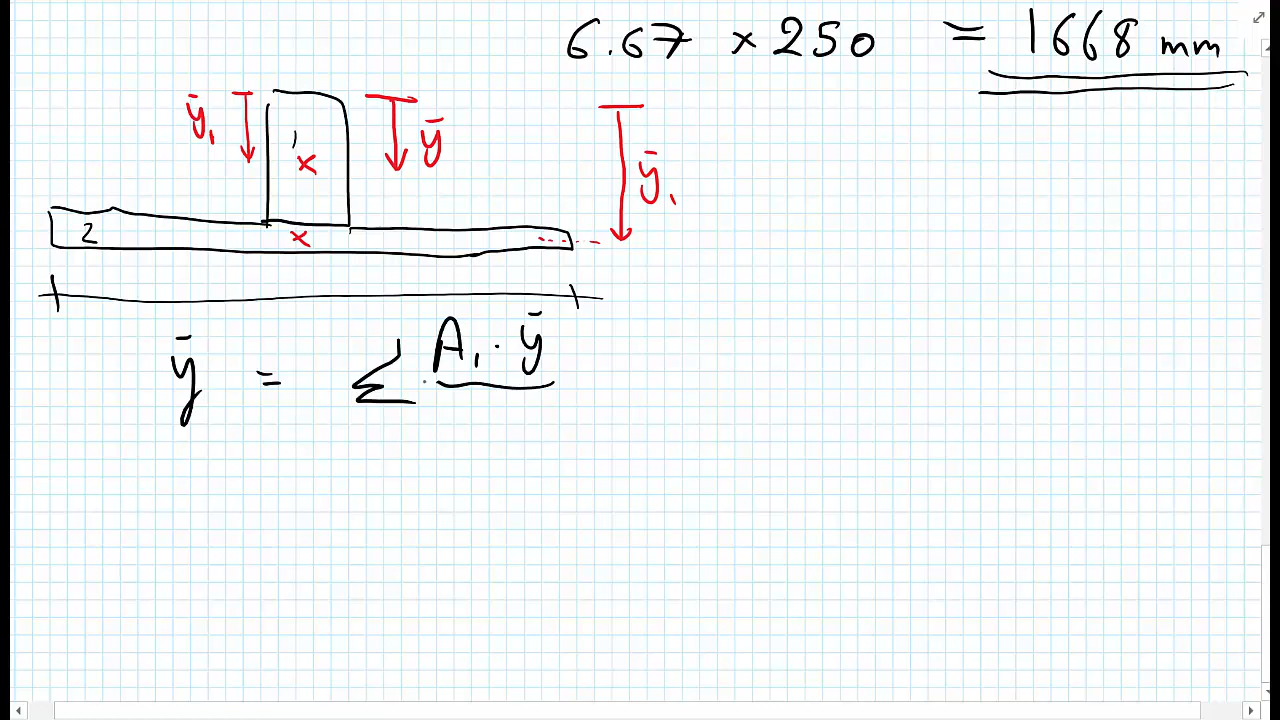 6.67 × 250 = 1668 mm
ȳ₁ 1 x ȳ ȳ₁
2 x
ȳ = Σ A₁ · ȳ